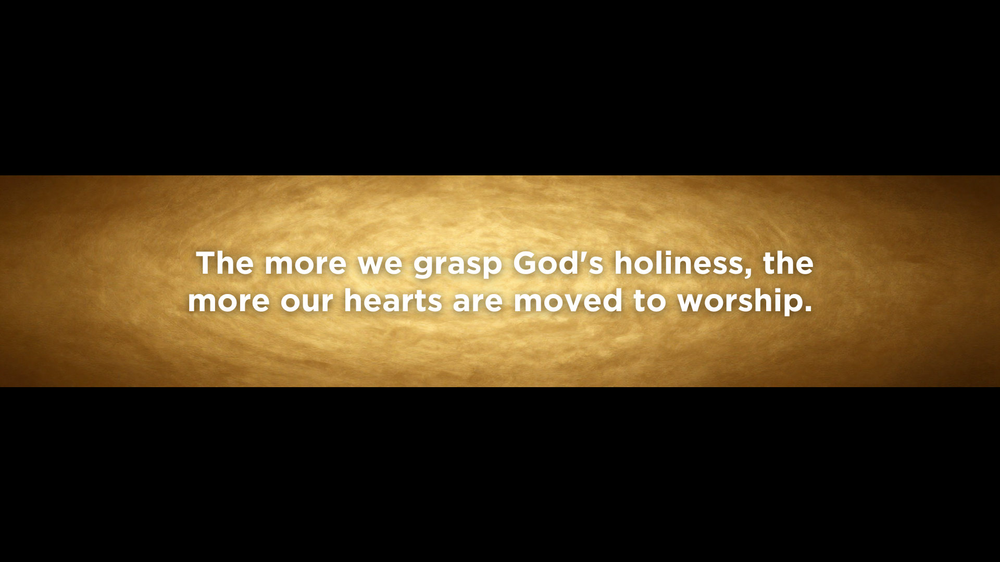 The more we grasp God's holiness, the
more our hearts are moved to worship.